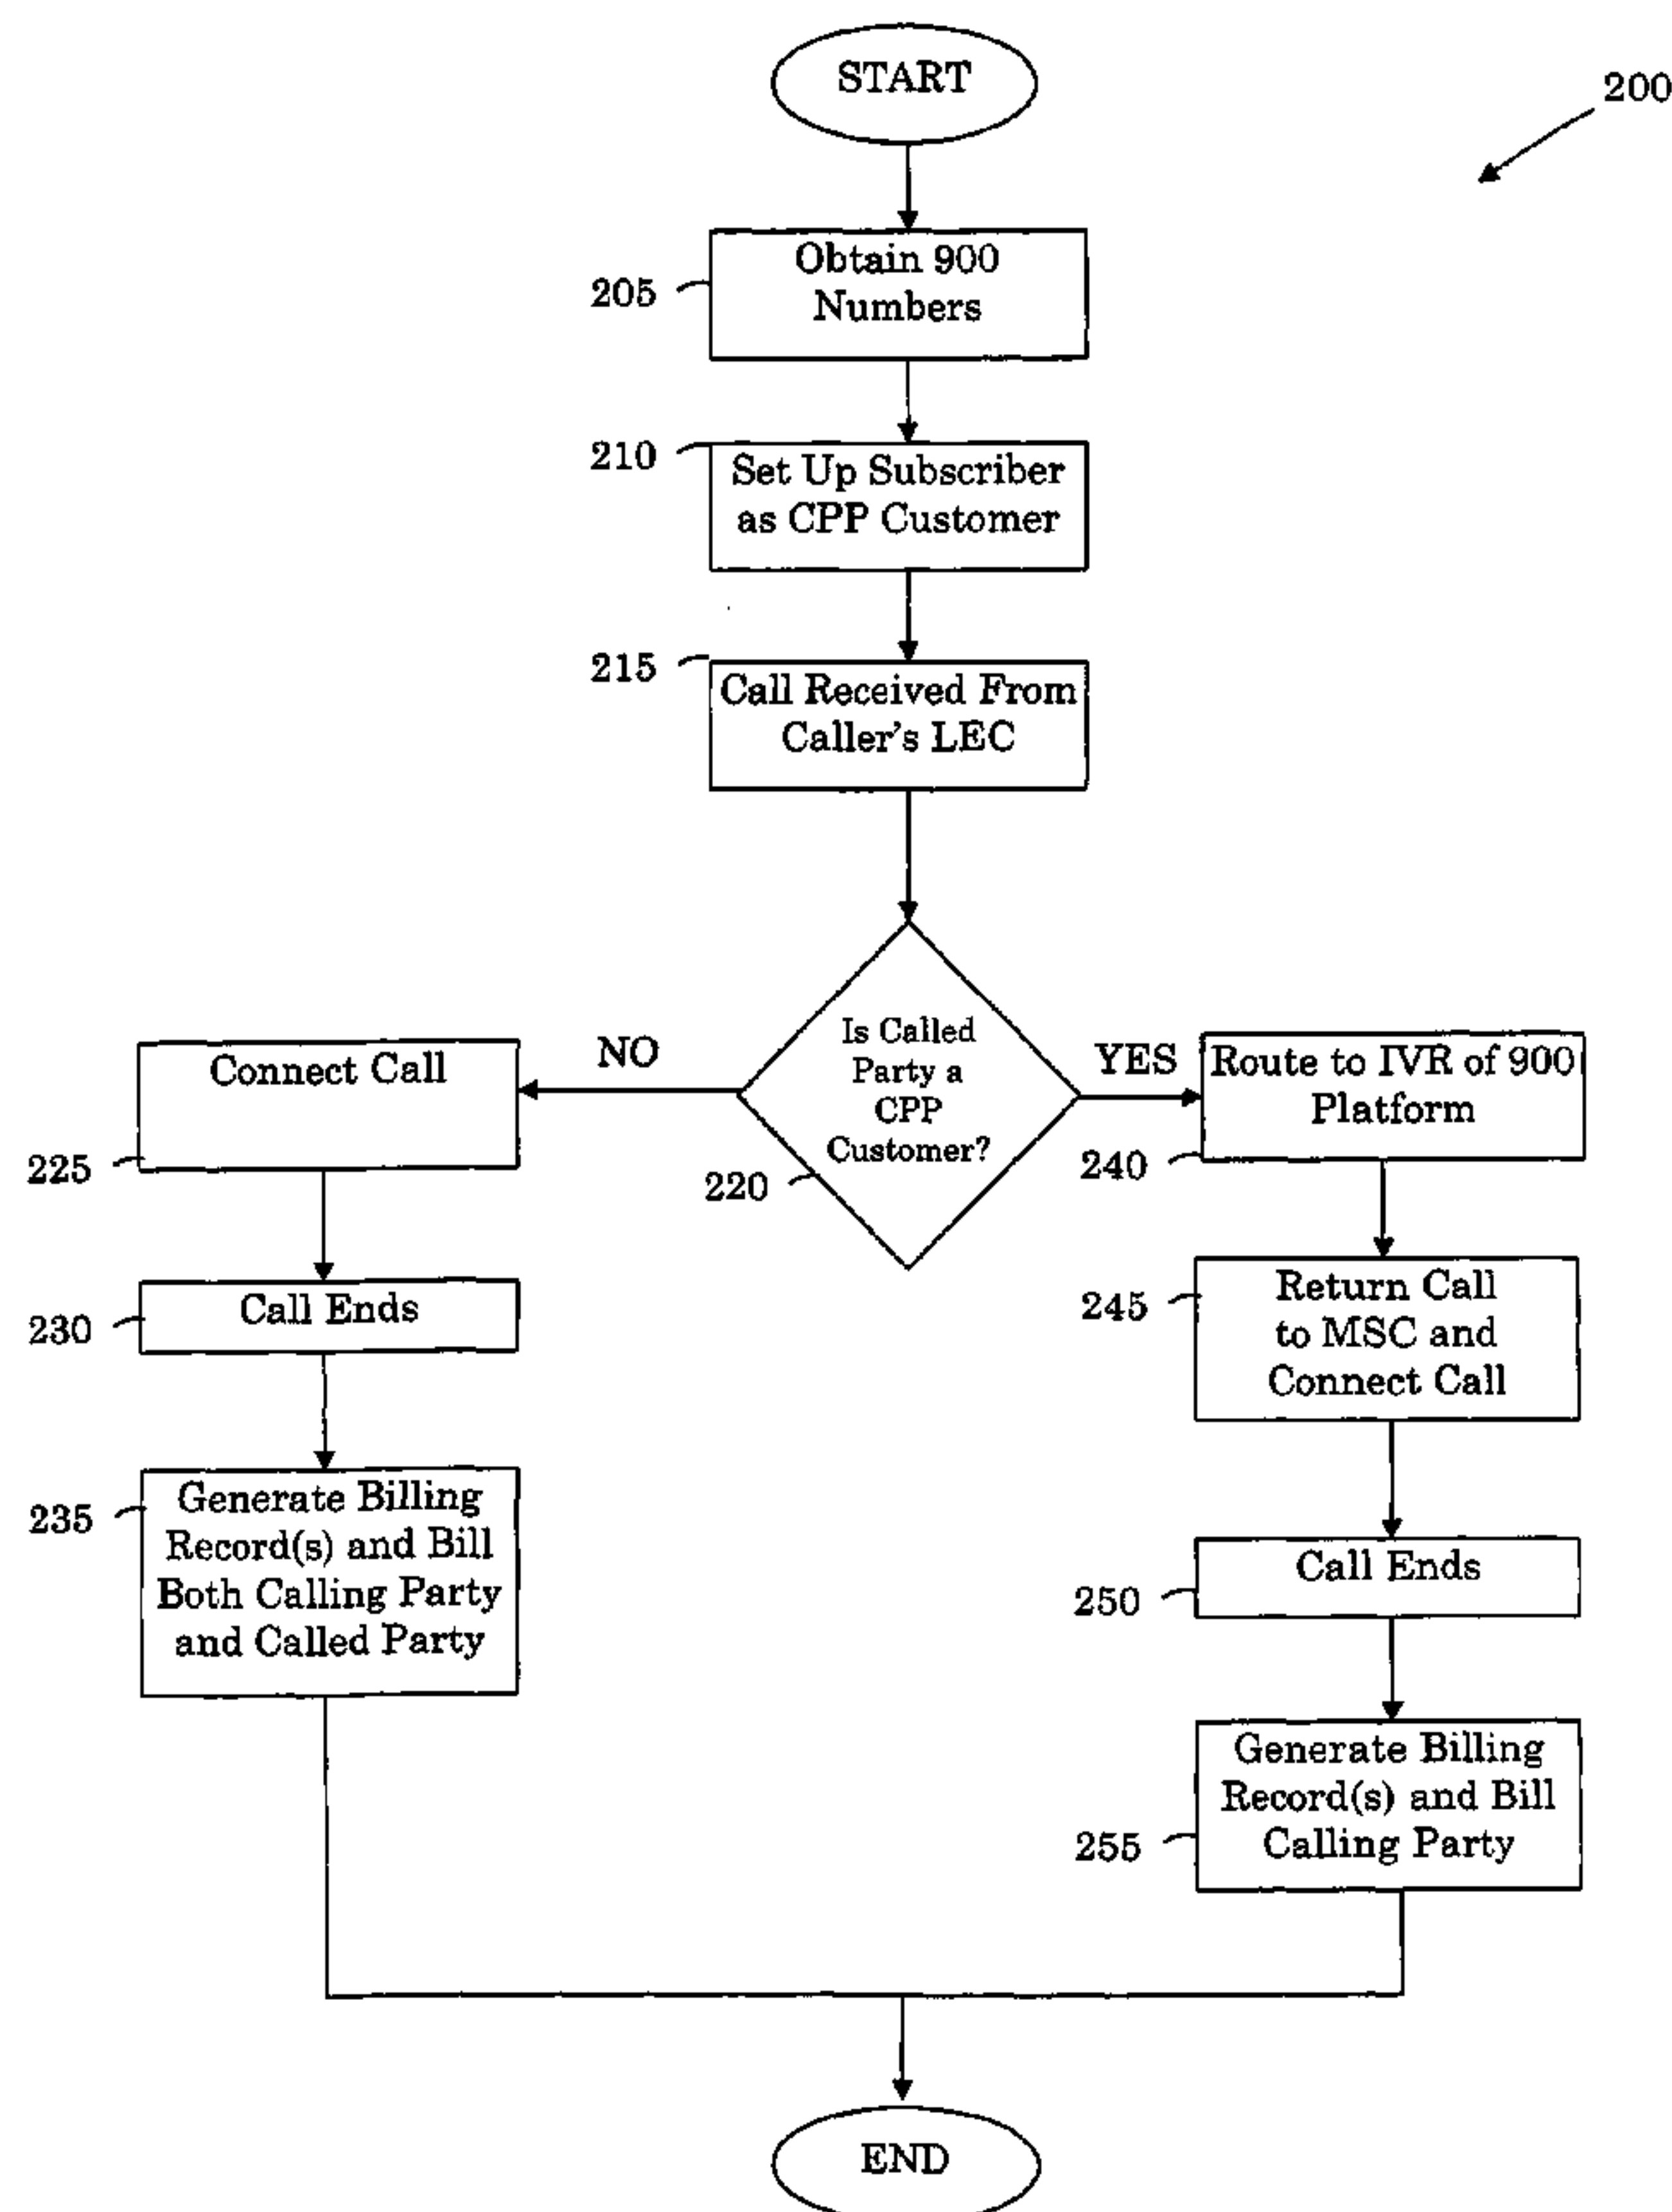 START
200
205
Obtain 900
Numbers
210
Set Up Subscriber
as CPP Customer
215
Call Received From
Caller's LEC
Is Called
Party a
CPP
Customer?
220
NO
YES
Connect Call
225
Call Ends
230
235
Generate Billing
Record(s) and Bill
Both Calling Party
and Called Party
Route to IVR of 900
Platform
240
245
Return Call
to MSC and
Connect Call
Call Ends
250
Generate Billing
Record(s) and Bill
Calling Party
255
END